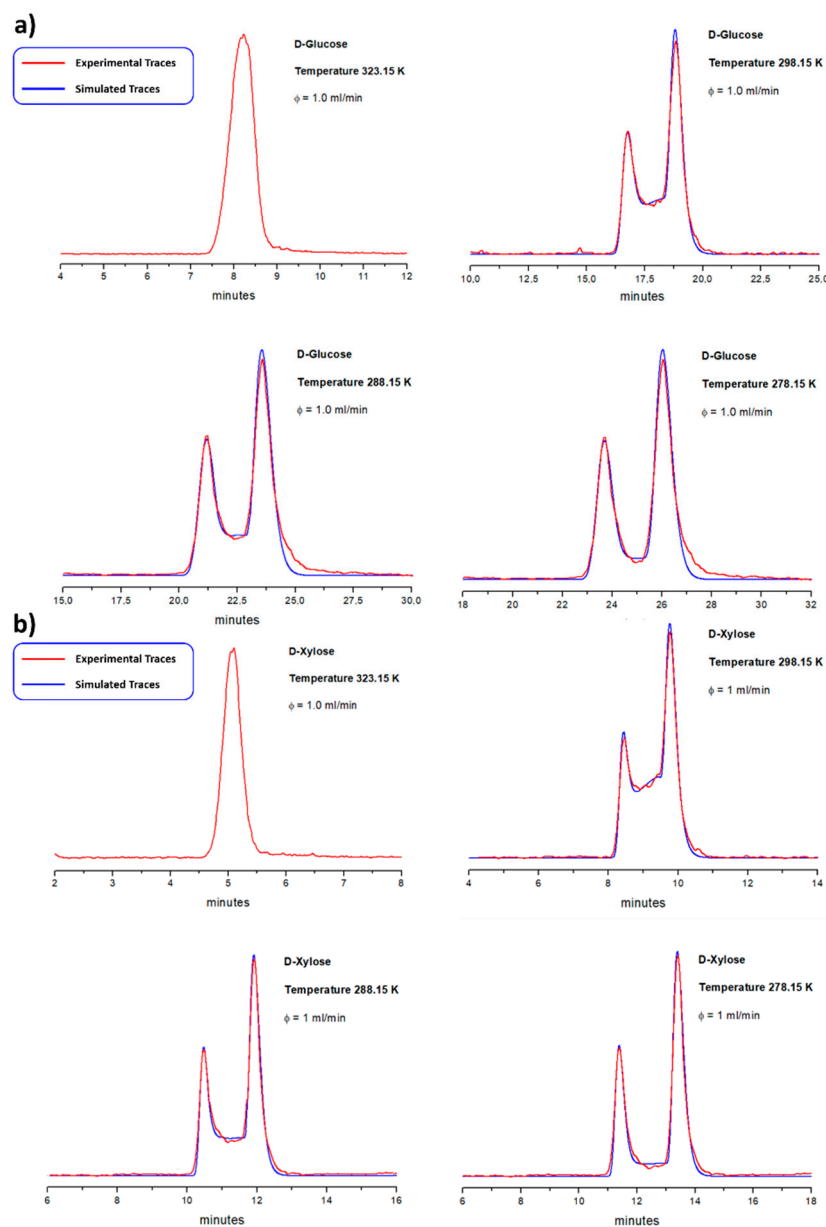 a)
Experimental Traces
Simulated Traces
D-Glucose
Temperature 323.15 K
ϕ = 1.0 ml/min
4 5 6 7 8 9 10 11 12
minutes
D-Glucose
Temperature 298.15 K
ϕ = 1.0 ml/min
10,0 12,5 15,0 17,5 20,0 22,5 25,0
minutes
D-Glucose
Temperature 288.15 K
ϕ = 1.0 ml/min
15,0 17,5 20,0 22,5 25,0 27,5 30,0
minutes
D-Glucose
Temperature 278.15 K
ϕ = 1.0 ml/min
18 20 22 24 26 28 30 32
minutes
b)
Experimental Traces
Simulated Traces
D-Xylose
Temperature 323.15 K
ϕ = 1.0 ml/min
2 3 4 5 6 7 8
minutes
D-Xylose
Temperature 298.15 K
ϕ = 1 ml/min
4 6 8 10 12 14
minutes
D-Xylose
Temperature 288.15 K
ϕ = 1 ml/min
6 8 10 12 14 16
minutes
D-Xylose
Temperature 278.15 K
ϕ = 1 ml/min
6 8 10 12 14 16 18
minutes